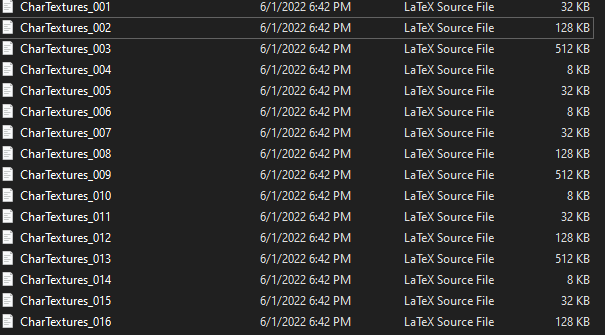 CharTextures_001 6/1/2022 6:42 PM LaTeX Source File 32 KB
CharTextures_002 6/1/2022 6:42 PM LaTeX Source File 128 KB
CharTextures_003 6/1/2022 6:42 PM LaTeX Source File 512 KB
CharTextures_004 6/1/2022 6:42 PM LaTeX Source File 8 KB
CharTextures_005 6/1/2022 6:42 PM LaTeX Source File 32 KB
CharTextures_006 6/1/2022 6:42 PM LaTeX Source File 8 KB
CharTextures_007 6/1/2022 6:42 PM LaTeX Source File 32 KB
CharTextures_008 6/1/2022 6:42 PM LaTeX Source File 128 KB
CharTextures_009 6/1/2022 6:42 PM LaTeX Source File 512 KB
CharTextures_010 6/1/2022 6:42 PM LaTeX Source File 8 KB
CharTextures_011 6/1/2022 6:42 PM LaTeX Source File 32 KB
CharTextures_012 6/1/2022 6:42 PM LaTeX Source File 128 KB
CharTextures_013 6/1/2022 6:42 PM LaTeX Source File 512 KB
CharTextures_014 6/1/2022 6:42 PM LaTeX Source File 8 KB
CharTextures_015 6/1/2022 6:42 PM LaTeX Source File 32 KB
CharTextures_016 6/1/2022 6:42 PM LaTeX Source File 128 KB